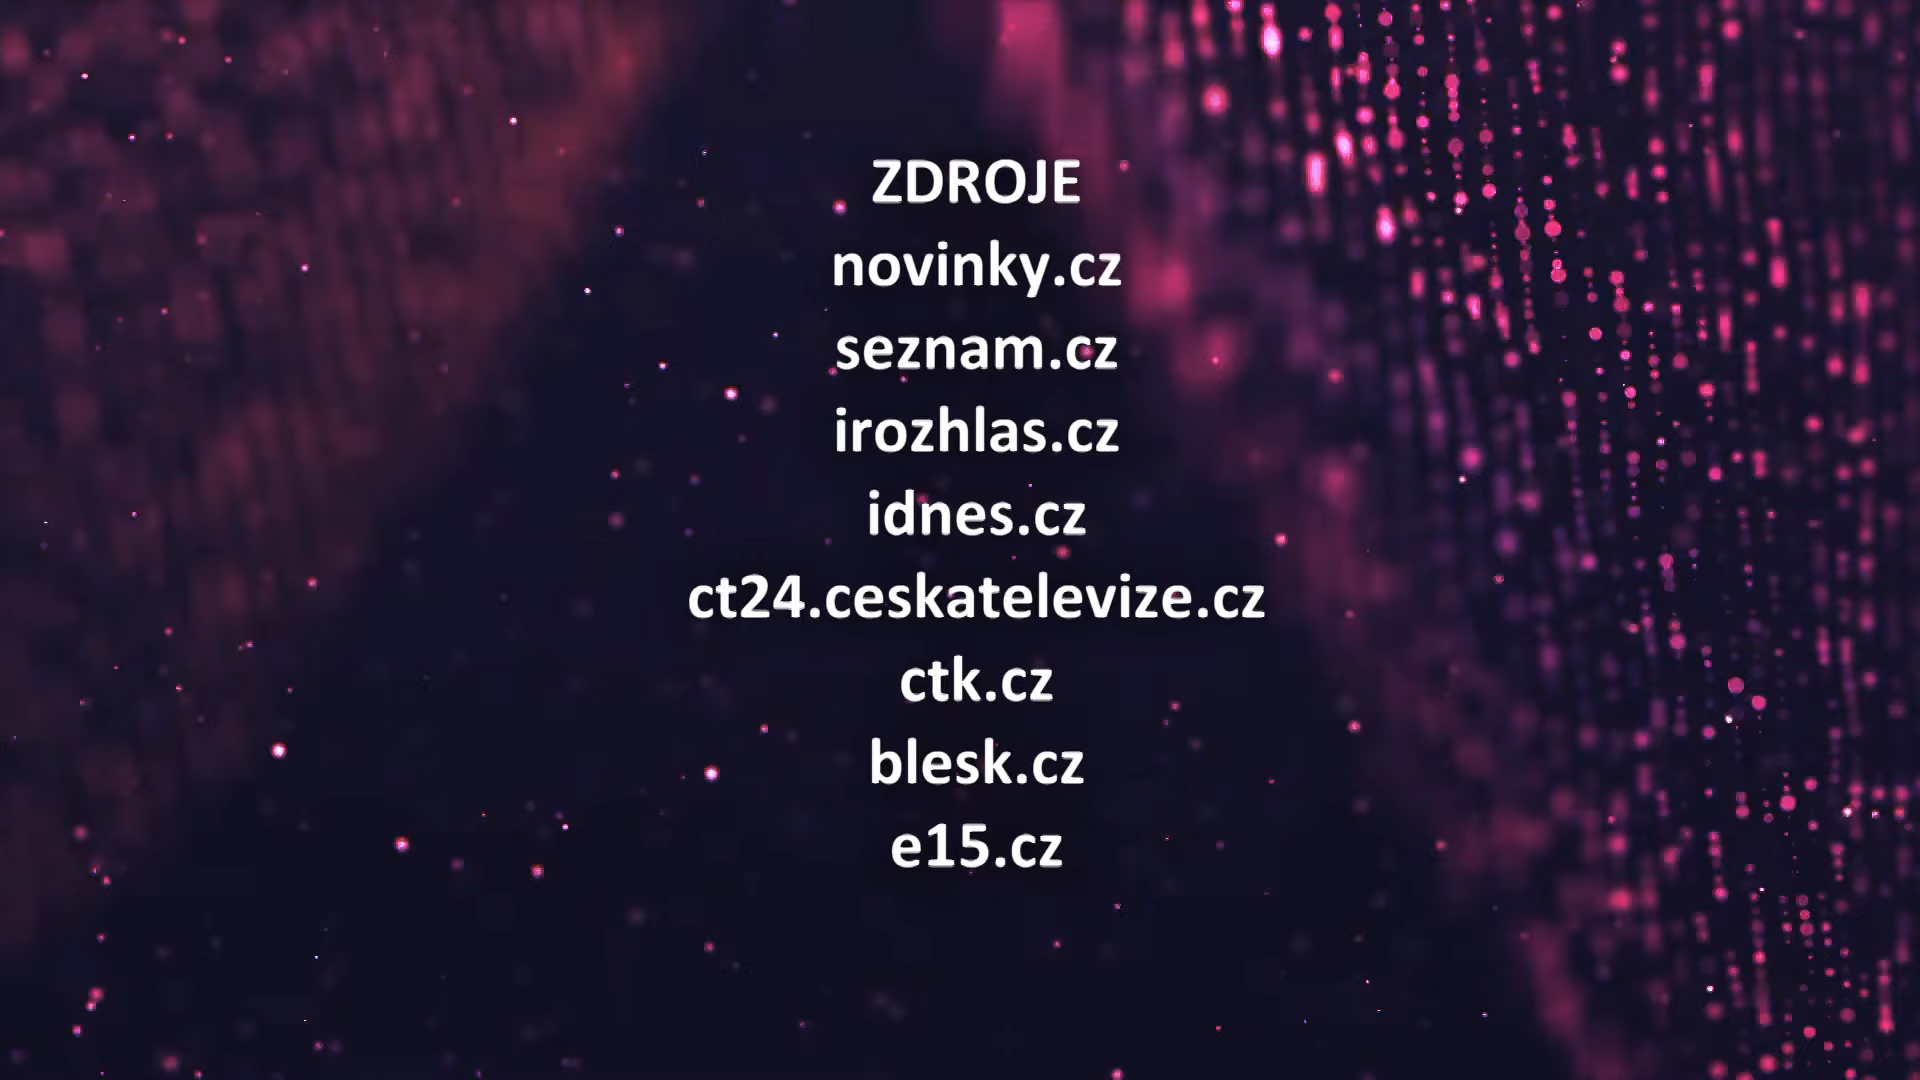 ZDROJE
novinky.cz
seznam.cz
irozhlas.cz
idnes.cz
ct24.ceskatelevize.cz
ctk.cz
blesk.cz
e15.cz